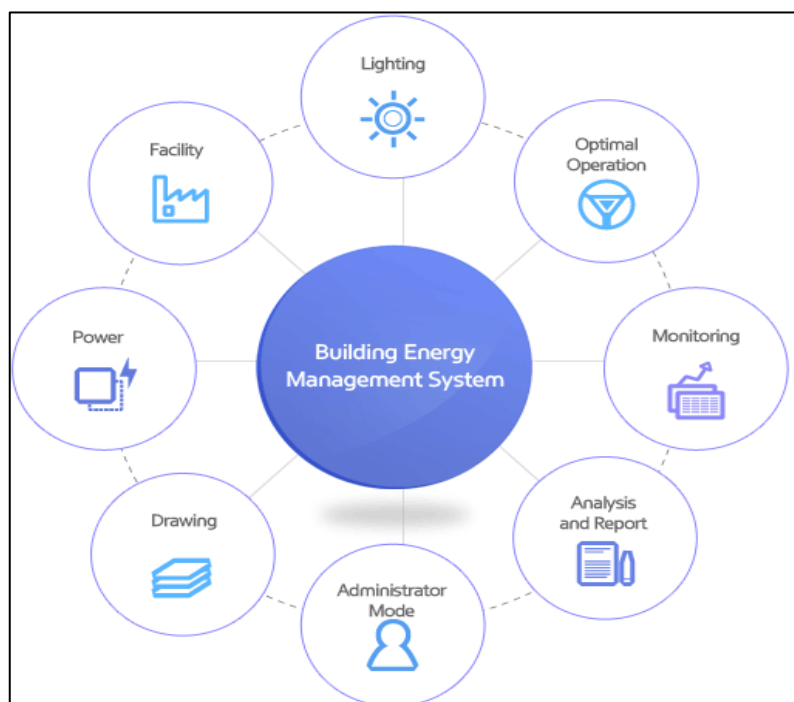 Lighting
Optimal
Operation
Facility
Monitoring
Power
Building Energy
Management System
Analysis
and Report
Drawing
Administrator
Mode